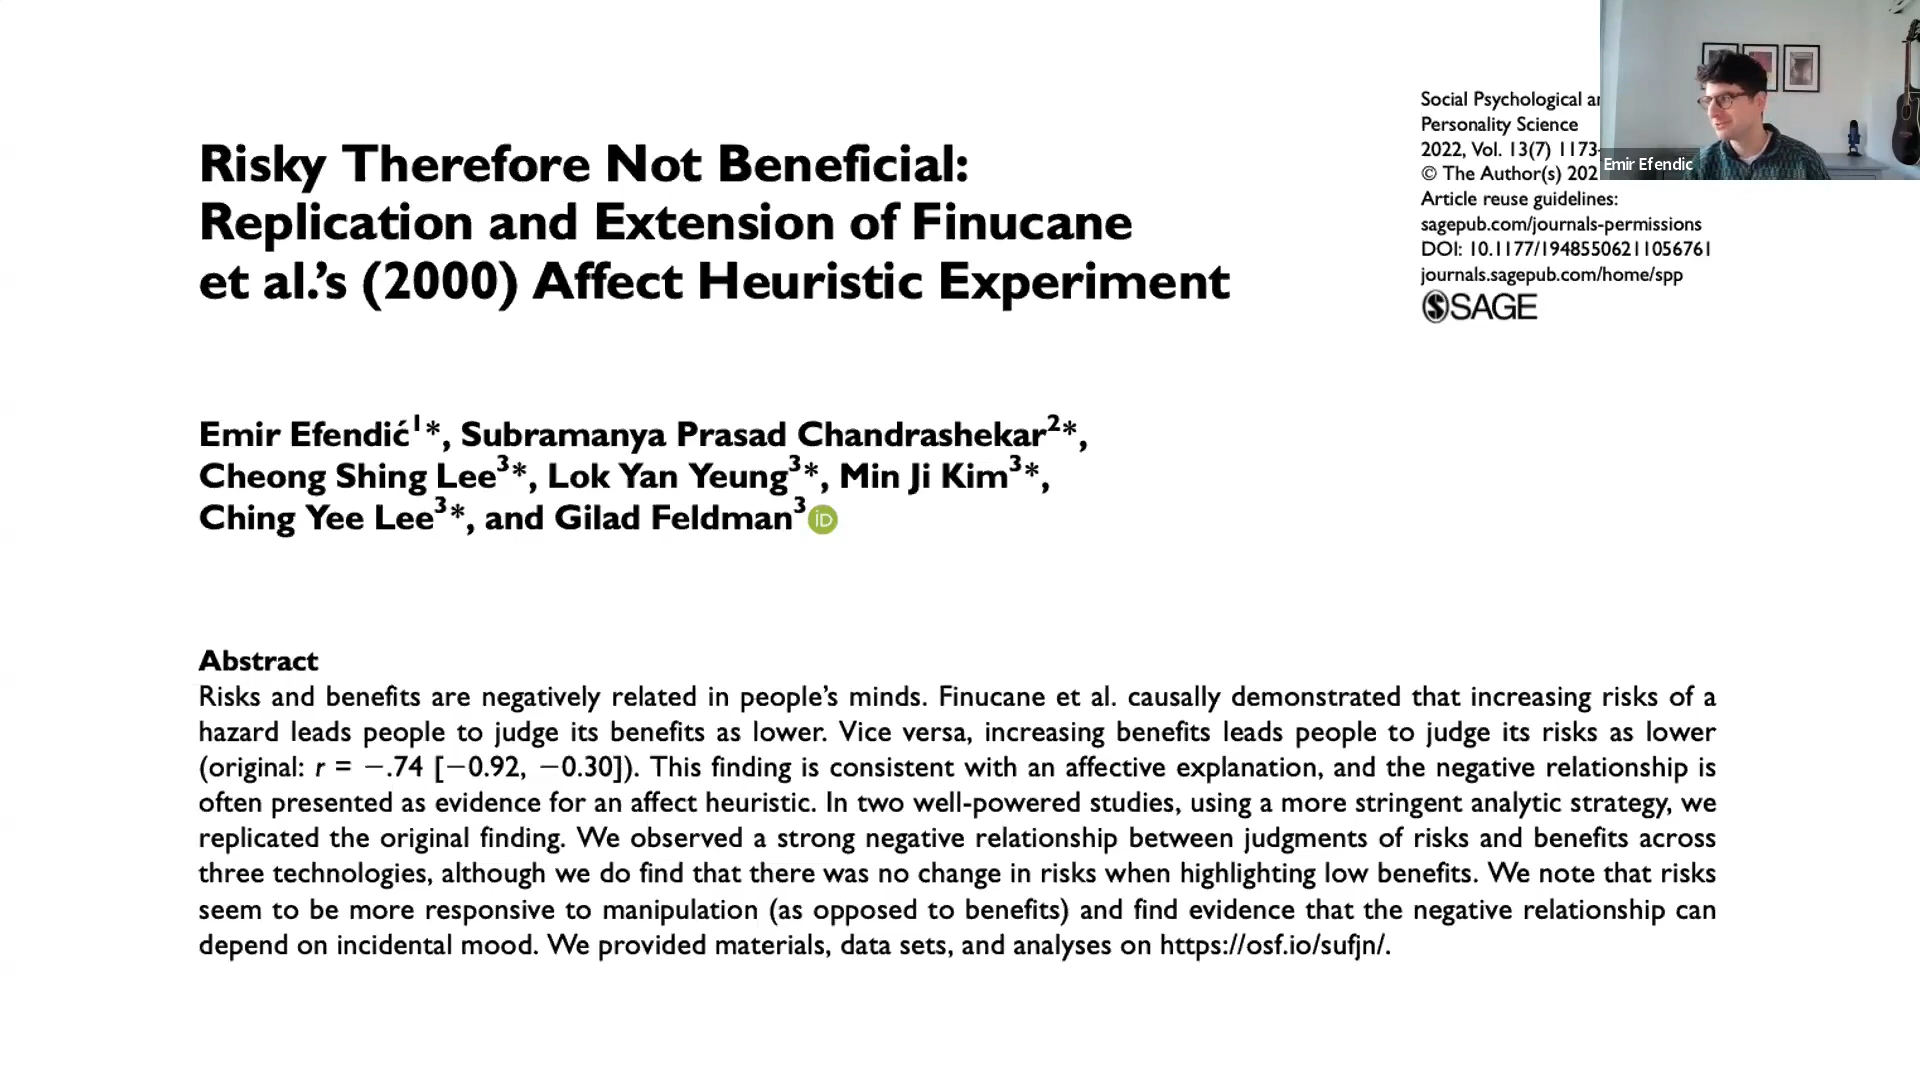 Risky Therefore Not Beneficial:
Replication and Extension of Finucane
et al.'s (2000) Affect Heuristic Experiment
Social Psychological
Personality Science
2022, Vol. 13(7) 1173-
© The Author(s)
Article reuse guidelines:
sagepub.com/journals-permissions
DOI: 10.1177/19485506211056761
journals.sagepub.com/home/spp
SAGE
Emir Efendic
Emir Efendić1*, Subramanya Prasad Chandrashekar2*,
Cheong Shing Lee3*, Lok Yan Yeung3*, Min Ji Kim3*,
Ching Yee Lee3*, and Gilad Feldman3 iD
Abstract
Risks and benefits are negatively related in people's minds. Finucane et al. causally demonstrated that increasing risks of a
hazard leads people to judge its benefits as lower. Vice versa, increasing benefits leads people to judge its risks as lower
(original: r = −.74 [−0.92, −0.30]). This finding is consistent with an affective explanation, and the negative relationship is
often presented as evidence for an affect heuristic. In two well-powered studies, using a more stringent analytic strategy, we
replicated the original finding. We observed a strong negative relationship between judgments of risks and benefits across
three technologies, although we do find that there was no change in risks when highlighting low benefits. We note that risks
seem to be more responsive to manipulation (as opposed to benefits) and find evidence that the negative relationship can
depend on incidental mood. We provided materials, data sets, and analyses on https://osf.io/sufjn/.